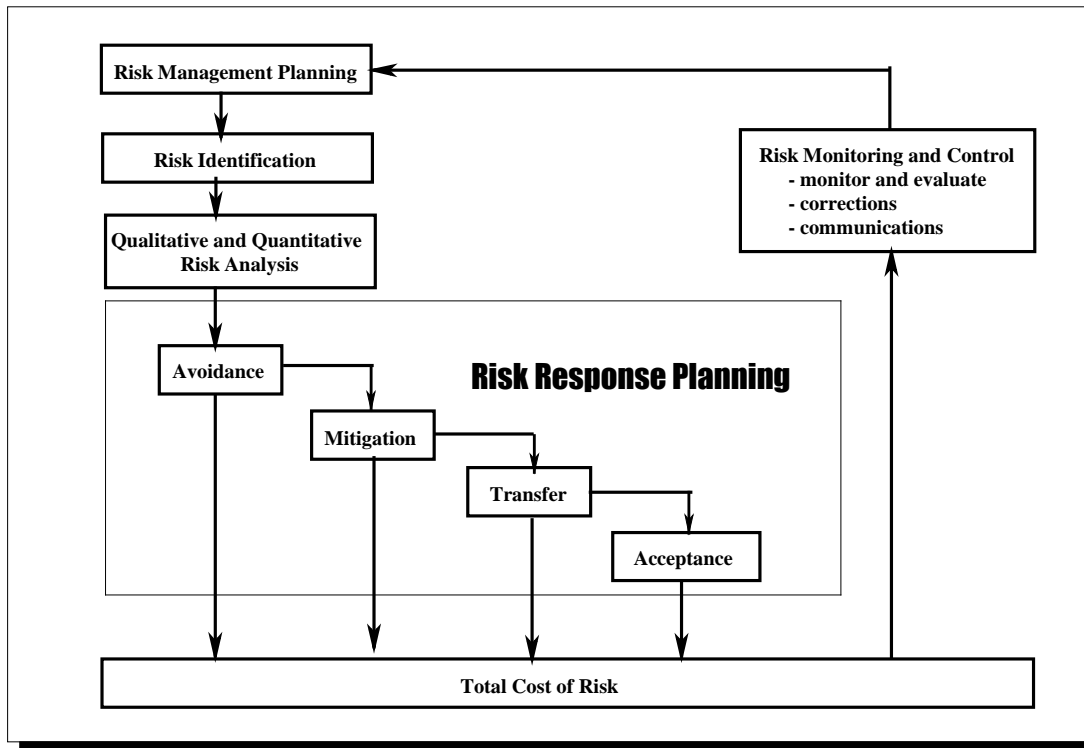 Risk Management Planning
Risk Identification
Qualitative and Quantitative
Risk Analysis
Risk Monitoring and Control
- monitor and evaluate
- corrections
- communications
Risk Response Planning
Avoidance
Mitigation
Transfer
Acceptance
Total Cost of Risk